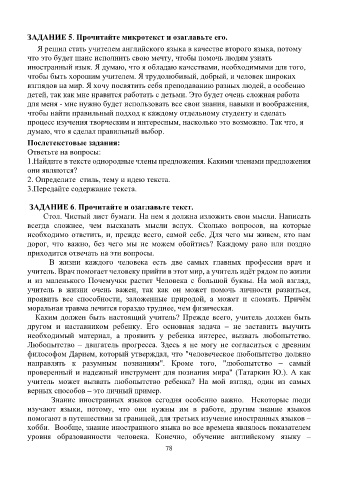 ЗАДАНИЕ 5. Прочитайте микротекст и озаглавьте его.
Я решил стать учителем английского языка в качестве второго языка, потому
что это будет шанс исполнить свою мечту, чтобы помочь людям узнать
иностранный язык. Я думаю, что я обладаю качествами, необходимыми для того,
чтобы быть хорошим учителем. Я трудолюбивый, добрый, и человек широких
взглядов на мир. Я хочу посвятить себя преподаванию разных людей, а особенно
детей, так как мне нравится работать с детьми. Это будет очень сложная работа
для меня - мне нужно будет использовать все свои знания, навыки и воображения,
чтобы найти правильный подход к каждому отдельному студенту и сделать
процесс изучения творческим и интересным, насколько это возможно. Так что, я
думаю, что я сделал правильный выбор.
Послетекстовые задания:
Ответьте на вопросы:
1.Найдите в тексте однородные члены предложения. Какими членами предложения
они являются?
2. Определите стиль, тему и идею текста.
3.Передайте содержание текста.
ЗАДАНИЕ 6. Прочитайте и озаглавьте текст.
Стол. Чистый лист бумаги. На нем я должна изложить свои мысли. Написать
всегда сложнее, чем высказать мысли вслух. Сколько вопросов, на которые
необходимо ответить, и, прежде всего, самой себе. Для чего мы живем, кто нам
дорог, что важно, без чего мы не можем обойтись? Каждому рано или поздно
приходится отвечать на эти вопросы.
В жизни каждого человека есть две самых главных профессии врач и
учитель. Врач помогает человеку прийти в этот мир, а учитель идёт рядом по жизни
и из маленького Почемучки растит Человека с большой буквы. На мой взгляд,
учитель в жизни очень важен, так как он может помочь личности развиться,
проявить все способности, заложенные природой, а может и сломать. Причём
моральная травма лечится гораздо труднее, чем физическая.
Каким должен быть настоящий учитель? Прежде всего, учитель должен быть
другом и наставником ребенку. Его основная задача – не заставить выучить
необходимый материал, а проявить у ребенка интерес, вызвать любопытство.
Любопытство – двигатель прогресса. Здесь я не могу не согласиться с древним
философом Дарием, который утверждал, что "человеческое любопытство должно
направлять к разумным познаниям". Кроме того, "любопытство – самый
проверенный и надежный инструмент для познания мира" (Татаркин Ю.). А как
учитель может вызвать любопытство ребенка? На мой взгляд, один из самых
верных способов – это личный пример.
Знание иностранных языков сегодня особенно важно. Некоторые люди
изучают языки, потому, что они нужны им в работе, другим знание языков
помогают в путешествии за границей, для третьих изучение иностранных языков –
хобби. Вообще, знание иностранного языка во все времена являлось показателем
уровня образованности человека. Конечно, обучение английскому языку –
78